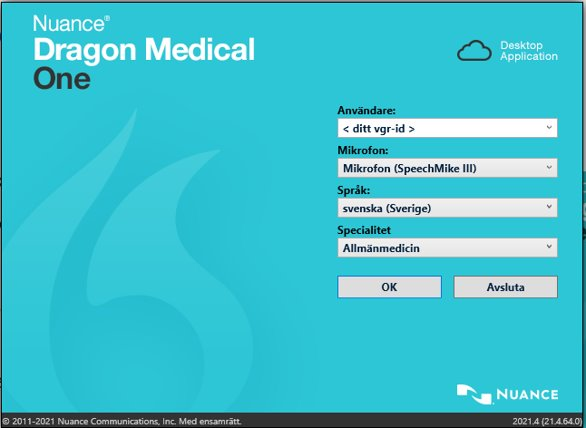 Nuance®
Dragon Medical
One
Desktop
Application
Användare:
< ditt vgr-id >
Mikrofon:
Mikrofon (SpeechMike III)
Språk:
svenska (Sverige)
Specialitet
Allmänmedicin
OK
Avsluta
NUANCE
© 2011-2021 Nuance Communications, Inc. Med ensamrätt.
2021.4 (21.4.64.0)